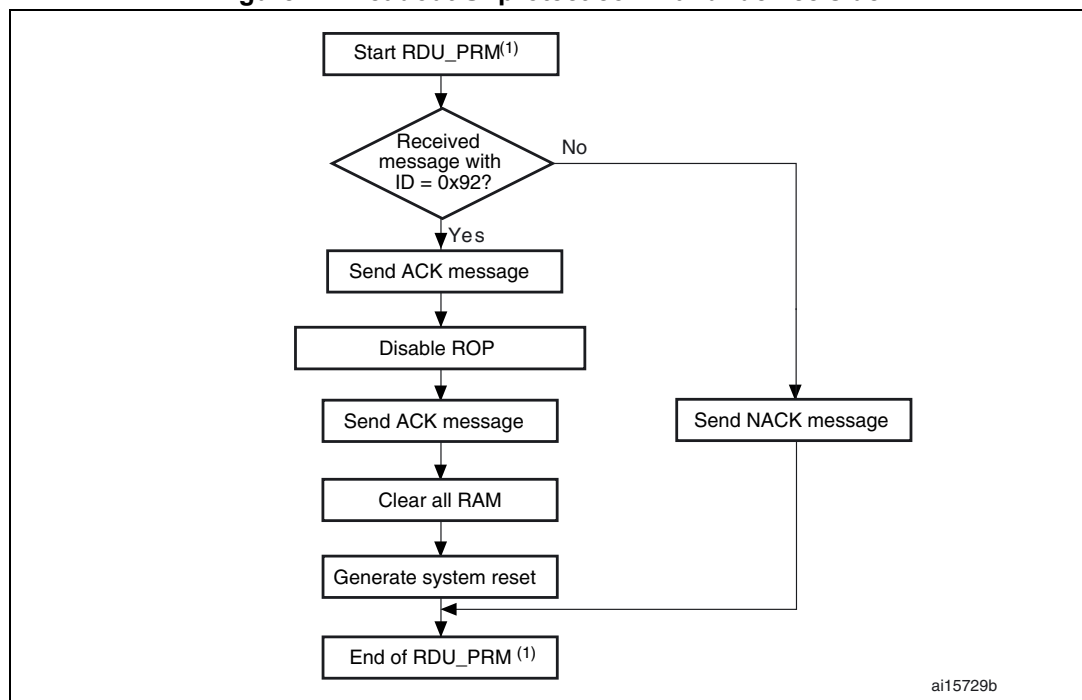 Start RDU_PRM(1)
Received
message with
ID = 0x92?
No
Yes
Send ACK message
Disable ROP
Send ACK message
Send NACK message
Clear all RAM
Generate system reset
End of RDU_PRM (1)
ai15729b